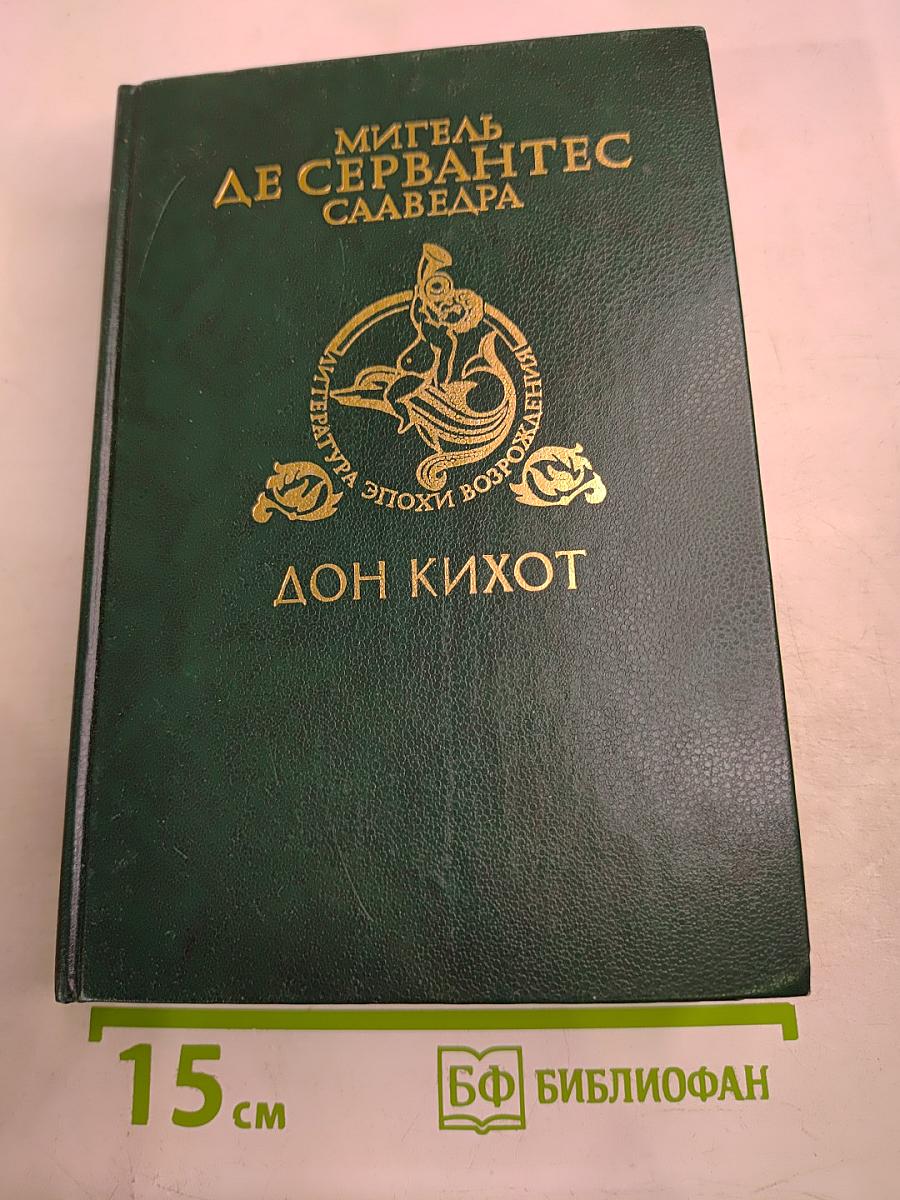 МИГЕЛЬ
ДЕ СЕРВАНТЕС
СААВЕДРА
ЛИТЕРАТУРА ЭПОХИ ВОЗРОЖДЕНИЯ
ДОН КИХОТ
15 см
БФ БИБЛИОФАН